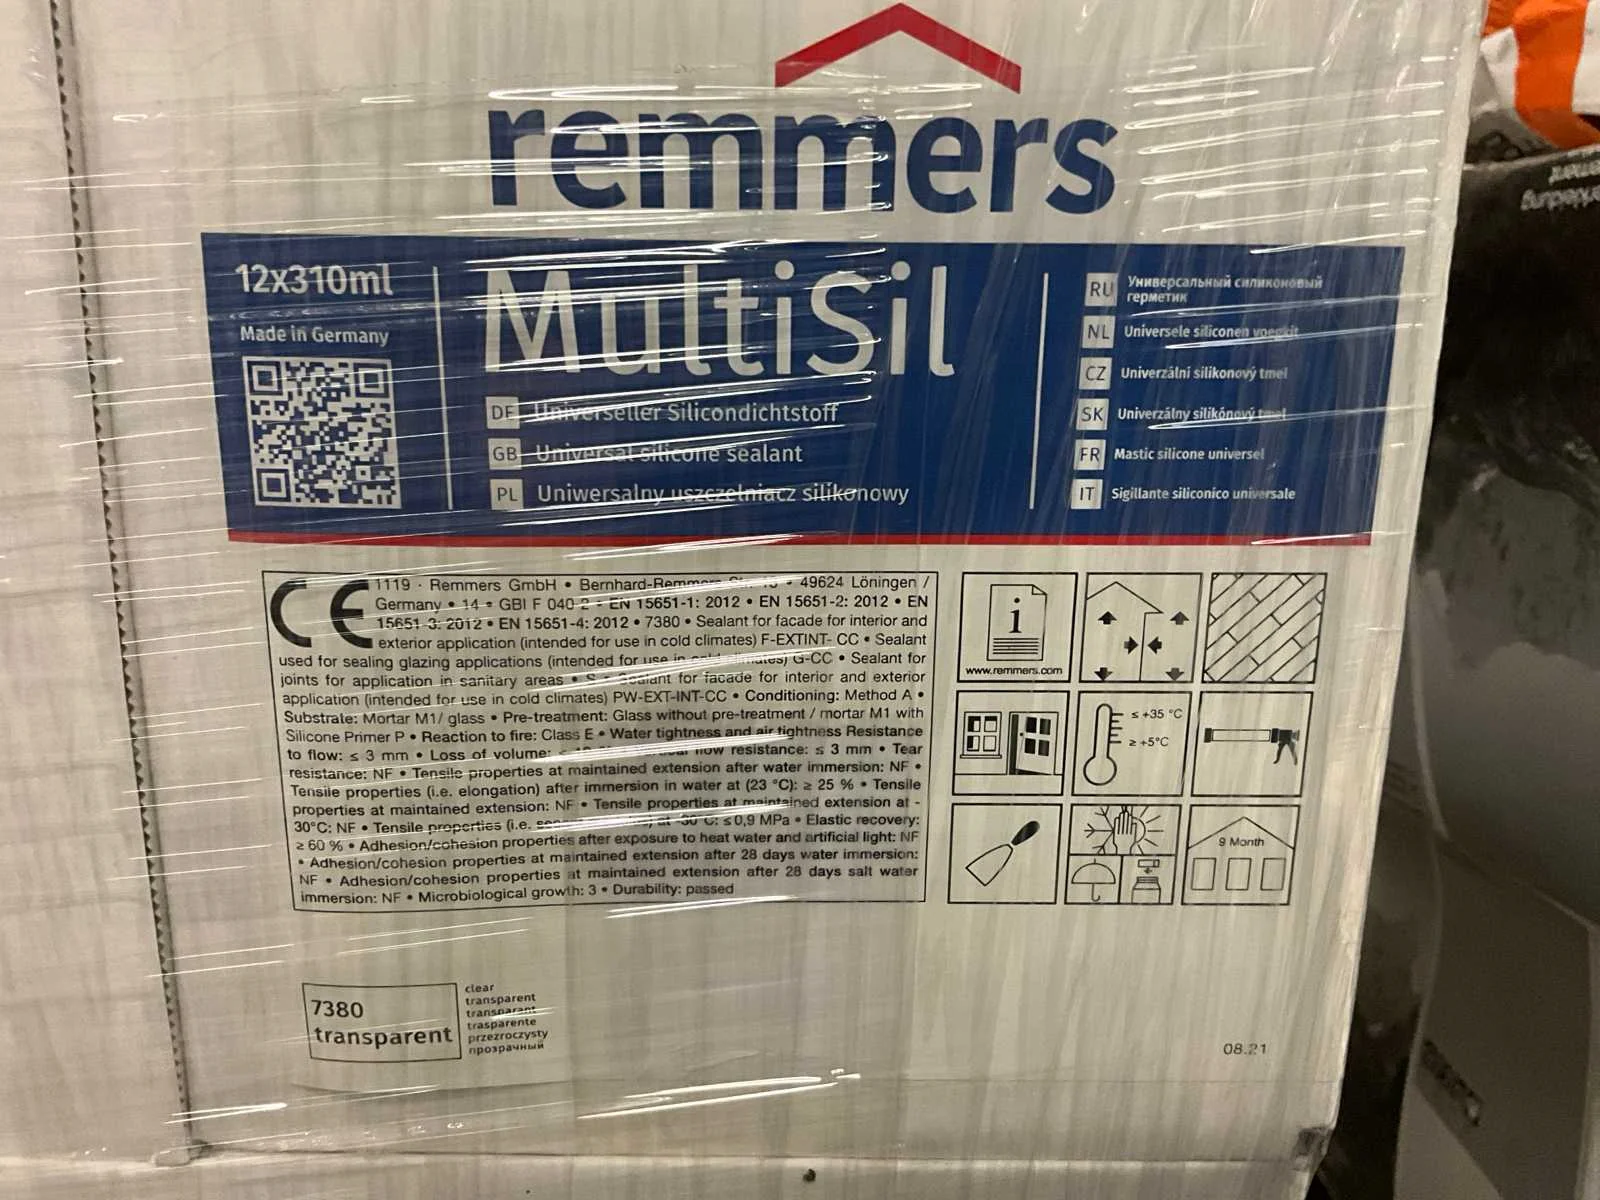 remmers
12x310ml
Made in Germany
MultiSil
DE Universeller Silicondichtstoff
GB Universal silicone sealant
PL Uniwersalny uszczelniacz silikonowy
RU Универсальный силиконовый
герметик
NL Universele siliconen voegkit
CZ Univerzální silikonový tmel
SK Univerzálny silikónový tmel
FR Mastic silicone universel
IT Sigillante siliconico universale
CE 1119 · Remmers GmbH • Bernhard-Remmers-Str. 13 • 49624 Löningen /
Germany • 14 • GBI F 040-2 • EN 15651-1: 2012 • EN 15651-2: 2012 • EN
15651-3: 2012 • EN 15651-4: 2012 • 7380 • Sealant for facade for interior and
exterior application (intended for use in cold climates) F-EXTINT- CC • Sealant
used for sealing glazing applications (intended for use in cold climates) G-CC • Sealant for
joints for application in sanitary areas • S • Sealant for facade for interior and exterior
application (intended for use in cold climates) PW-EXT-INT-CC • Conditioning: Method A •
Substrate: Mortar M1/ glass • Pre-treatment: Glass without pre-treatment / mortar M1 with
Silicone Primer P • Reaction to fire: Class E • Water tightness and air tightness Resistance
to flow: ≤ 3 mm • Loss of volume: flow resistance: ≤ 3 mm • Tear
resistance: NF • Tensile properties at maintained extension after water immersion: NF •
Tensile properties (i.e. elongation) after immersion in water at (23 °C): ≥ 25 % • Tensile
properties at maintained extension: NF • Tensile properties at maintained extension at -
30°C: NF • Tensile properties (i.e. at -30°C: ≤ 0,9 MPa • Elastic recovery:
≥ 60 % • Adhesion/cohesion properties after exposure to heat water and artificial light: NF
• Adhesion/cohesion properties at maintained extension after 28 days water immersion:
NF • Adhesion/cohesion properties at maintained extension after 28 days salt water
immersion: NF • Microbiological growth: 3 • Durability: passed
i
www.remmers.com
≤ +35 °C
≥ +5°C
9 Month
7380
transparent
clear
transparent
transparant
trasparente
przezroczysty
прозрачный
08.21